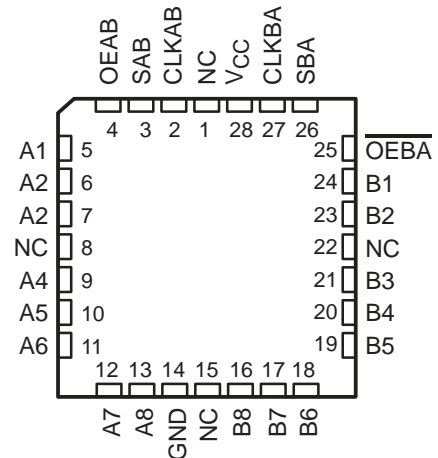 OEAB SAB CLKAB NC VCC CLKBA SBA
4 3 2 1 28 27 26
A1 5 25 OEBA
A2 6 24 B1
A2 7 23 B2
NC 8 22 NC
A4 9 21 B3
A5 10 20 B4
A6 11 19 B5
12 13 14 15 16 17 18
A7 A8 GND NC B8 B7 B6